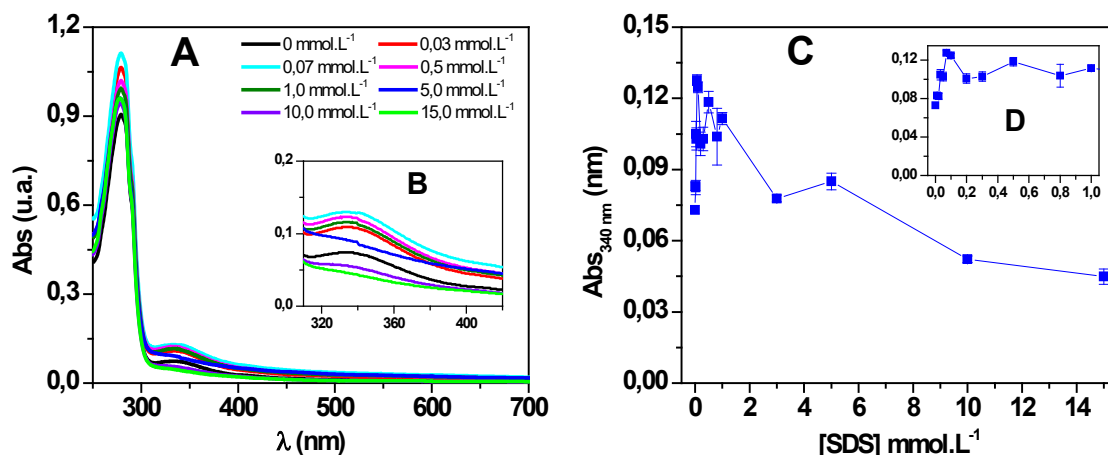 A
0 mmol.L⁻¹
0,03 mmol.L⁻¹
0,07 mmol.L⁻¹
0,5 mmol.L⁻¹
1,0 mmol.L⁻¹
5,0 mmol.L⁻¹
10,0 mmol.L⁻¹
15,0 mmol.L⁻¹
1,2
0,9
0,6
0,3
0,0
Abs (u.a.)
300
400
500
600
700
λ (nm)
B
0,2
0,1
0,0
320
360
400
C
0,15
0,12
0,09
0,06
0,03
0,00
Abs₃₄₀ ₙₘ (nm)
0
2
4
6
8
10
12
14
[SDS] mmol.L⁻¹
D
0,12
0,08
0,04
0,00
0,0
0,2
0,4
0,6
0,8
1,0